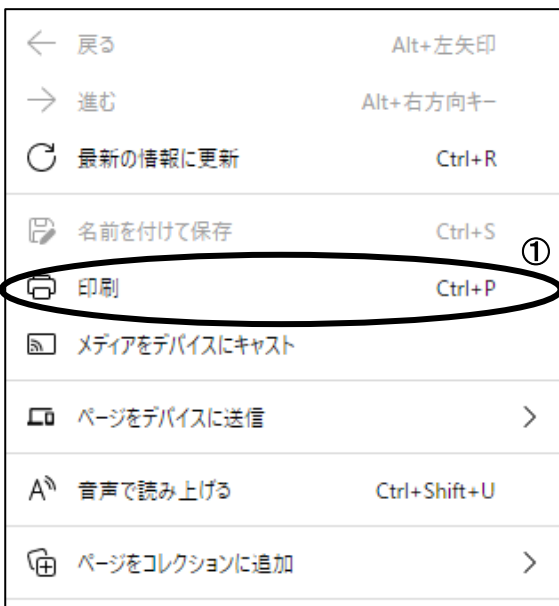 戻る Alt+左矢印
進む Alt+右方向キー
最新の情報に更新 Ctrl+R
名前を付けて保存 Ctrl+S
①
印刷 Ctrl+P
メディアをデバイスにキャスト
ページをデバイスに送信
音声で読み上げる Ctrl+Shift+U
ページをコレクションに追加